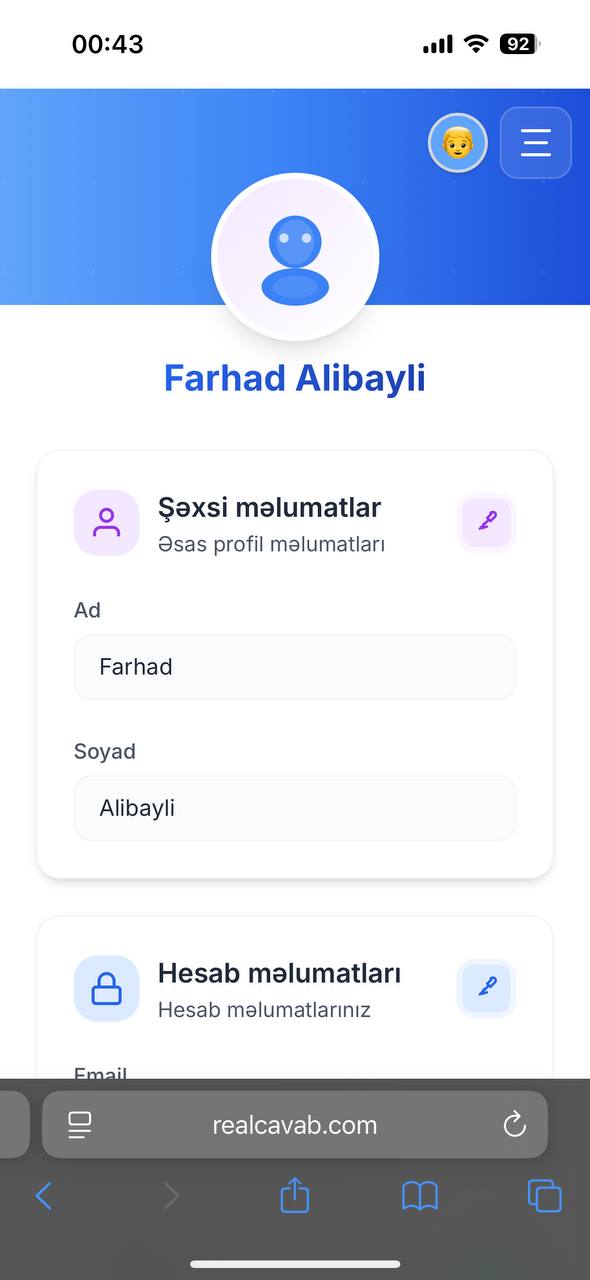 00:43
92
Farhad Alibayli
Şəxsi məlumatlar
Əsas profil məlumatları
Ad
Farhad
Soyad
Alibayli
Hesab məlumatları
Hesab məlumatlarınız
Email
realcavab.com